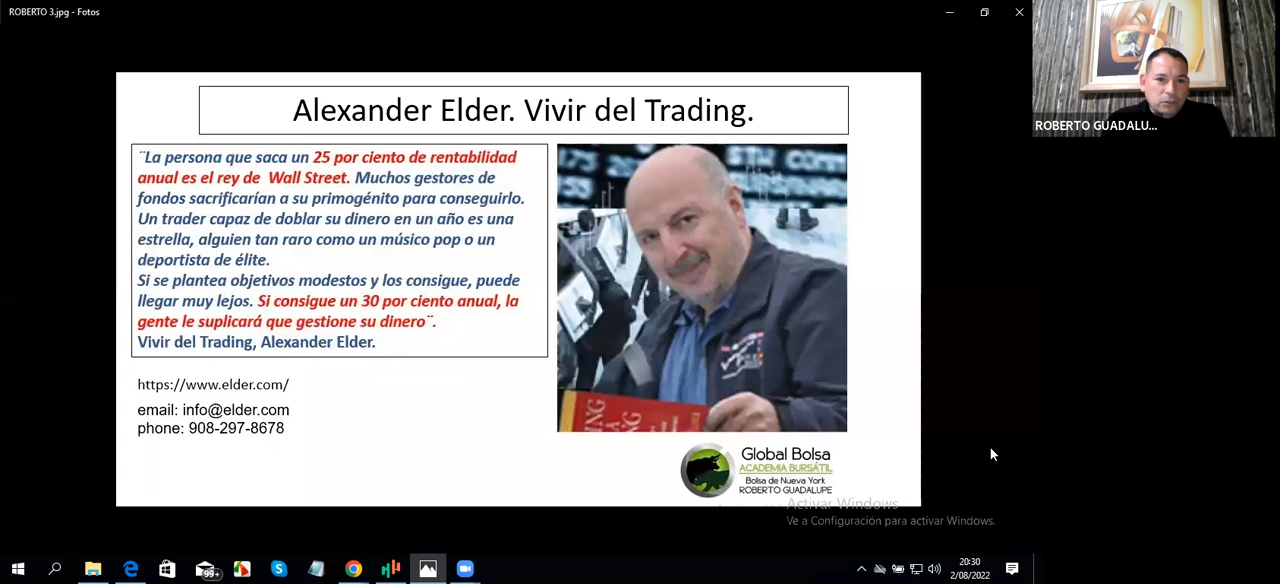 ROBERTO 3.jpg - Fotos
ROBERTO GUADALU...
Alexander Elder. Vivir del Trading.
¨La persona que saca un 25 por ciento de rentabilidad
anual es el rey de Wall Street. Muchos gestores de
fondos sacrificarían a su primogénito para conseguirlo.
Un trader capaz de doblar su dinero en un año es una
estrella, alguien tan raro como un músico pop o un
deportista de élite.
Si se plantea objetivos modestos y los consigue, puede
llegar muy lejos. Si consigue un 30 por ciento anual, la
gente le suplicará que gestione su dinero¨.
Vivir del Trading, Alexander Elder.
https://www.elder.com/
email: info@elder.com
phone: 908-297-8678
Global Bolsa
ACADEMIA BURSÁTIL
Bolsa de Nueva York
ROBERTO GUADALUPE
Activar Windows
Ve a Configuración para activar Windows.
99+
20:30
2/08/2022